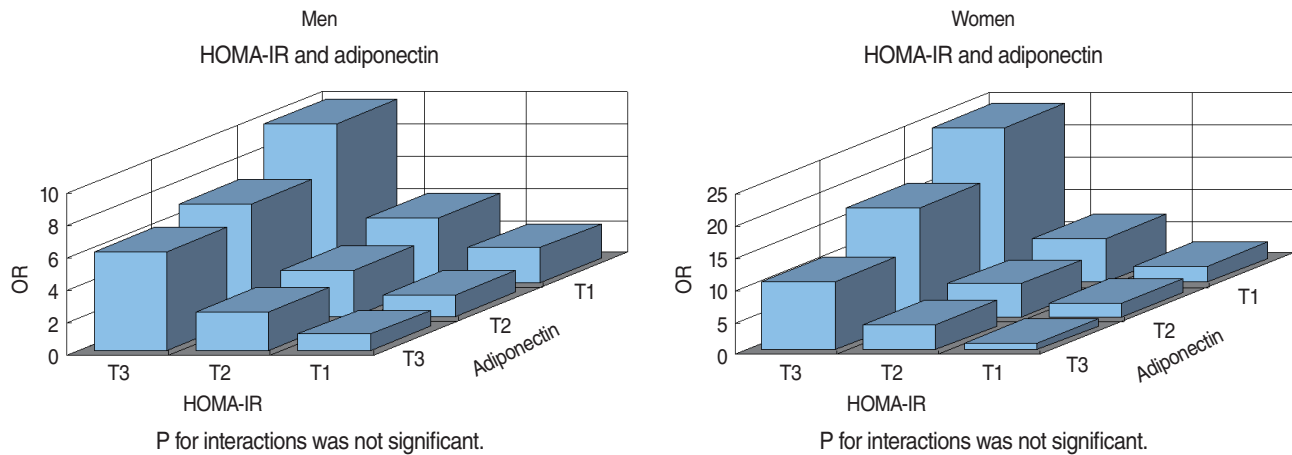 Men
HOMA-IR and adiponectin
10
8
6
4
2
0
OR
T3
T2
T1
HOMA-IR
T3
T2
T1
Adiponectin
P for interactions was not significant.
Women
HOMA-IR and adiponectin
25
20
15
10
5
0
OR
T3
T2
T1
HOMA-IR
T3
T2
T1
Adiponectin
P for interactions was not significant.